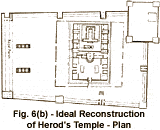 Fig. 6(b) - Ideal Reconstruction
of Herod's Temple - Plan